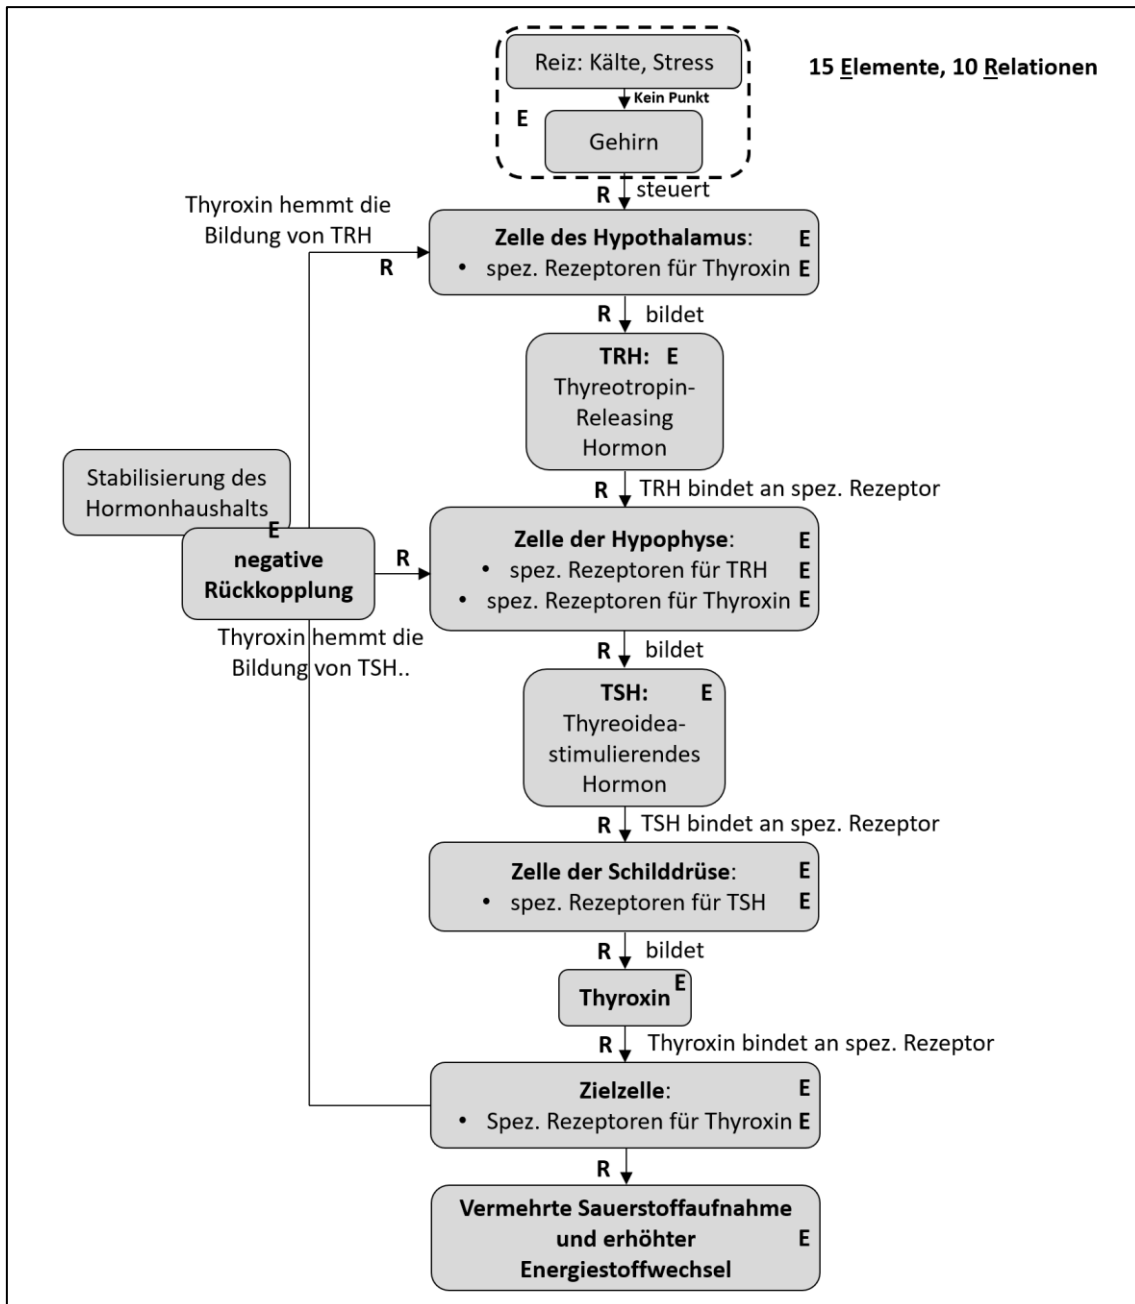 Reiz: Kälte, Stress
15 Elemente, 10 Relationen
Kein Punkt
E
Gehirn
R steuert
Thyroxin hemmt die
Bildung von TRH
R
Zelle des Hypothalamus: E
• spez. Rezeptoren für Thyroxin E
R bildet
TRH: E
Thyreotropin-
Releasing
Hormon
R TRH bindet an spez. Rezeptor
Stabilisierung des
Hormonhaushalts
E
negative
Rückkopplung
R
Thyroxin hemmt die
Bildung von TSH..
Zelle der Hypophyse: E
• spez. Rezeptoren für TRH E
• spez. Rezeptoren für Thyroxin E
R bildet
TSH: E
Thyreoidea-
stimulierendes
Hormon
R TSH bindet an spez. Rezeptor
Zelle der Schilddrüse: E
• spez. Rezeptoren für TSH E
R bildet
Thyroxin E
R Thyroxin bindet an spez. Rezeptor
Zielzelle: E
• Spez. Rezeptoren für Thyroxin E
R
Vermehrte Sauerstoffaufnahme
und erhöhter E
Energiestoffwechsel